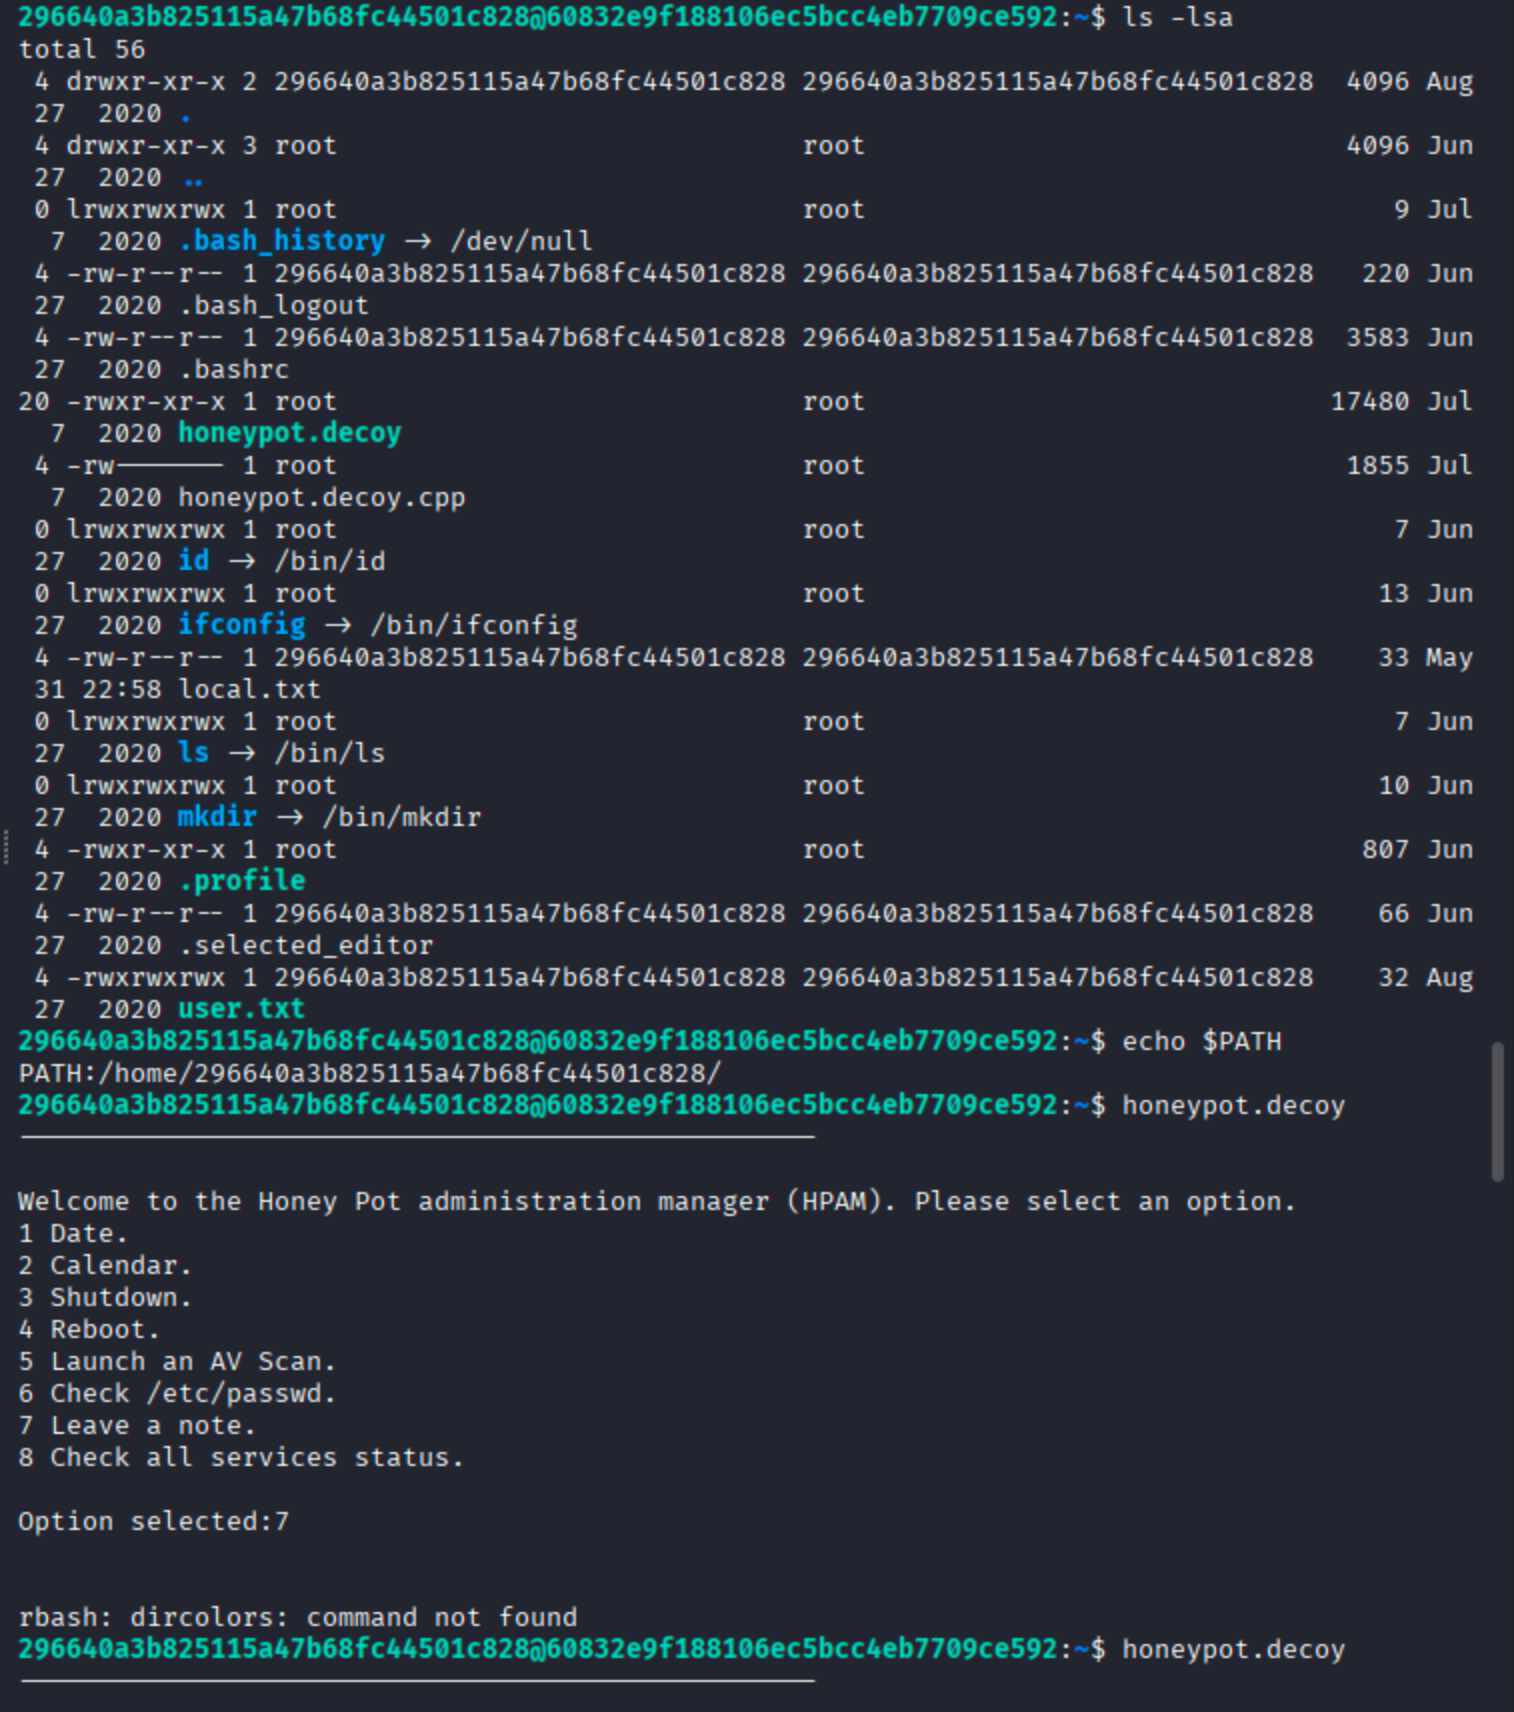 296640a3b825115a47b68fc44501c828@60832e9f188106ec5bcc4eb7709ce592:~$ ls -lsa
total 56
 4 drwxr-xr-x 2 296640a3b825115a47b68fc44501c828 296640a3b825115a47b68fc44501c828  4096 Aug
 27  2020 .
 4 drwxr-xr-x 3 root                             root                              4096 Jun
 27  2020 ..
 0 lrwxrwxrwx 1 root                             root                                 9 Jul
  7  2020 .bash_history → /dev/null
 4 -rw-r--r-- 1 296640a3b825115a47b68fc44501c828 296640a3b825115a47b68fc44501c828   220 Jun
 27  2020 .bash_logout
 4 -rw-r--r-- 1 296640a3b825115a47b68fc44501c828 296640a3b825115a47b68fc44501c828  3583 Jun
 27  2020 .bashrc
20 -rwxr-xr-x 1 root                             root                             17480 Jul
  7  2020 honeypot.decoy
 4 -rw------- 1 root                             root                              1855 Jul
  7  2020 honeypot.decoy.cpp
 0 lrwxrwxrwx 1 root                             root                                 7 Jun
 27  2020 id → /bin/id
 0 lrwxrwxrwx 1 root                             root                                13 Jun
 27  2020 ifconfig → /bin/ifconfig
 4 -rw-r--r-- 1 296640a3b825115a47b68fc44501c828 296640a3b825115a47b68fc44501c828    33 May
 31 22:58 local.txt
 0 lrwxrwxrwx 1 root                             root                                 7 Jun
 27  2020 ls → /bin/ls
 0 lrwxrwxrwx 1 root                             root                                10 Jun
 27  2020 mkdir → /bin/mkdir
 4 -rwxr-xr-x 1 root                             root                               807 Jun
 27  2020 .profile
 4 -rw-r--r-- 1 296640a3b825115a47b68fc44501c828 296640a3b825115a47b68fc44501c828    66 Jun
 27  2020 .selected_editor
 4 -rwxrwxrwx 1 296640a3b825115a47b68fc44501c828 296640a3b825115a47b68fc44501c828    32 Aug
 27  2020 user.txt
296640a3b825115a47b68fc44501c828@60832e9f188106ec5bcc4eb7709ce592:~$ echo $PATH
PATH:/home/296640a3b825115a47b68fc44501c828/
296640a3b825115a47b68fc44501c828@60832e9f188106ec5bcc4eb7709ce592:~$ honeypot.decoy
Welcome to the Honey Pot administration manager (HPAM). Please select an option.
1 Date.
2 Calendar.
3 Shutdown.
4 Reboot.
5 Launch an AV Scan.
6 Check /etc/passwd.
7 Leave a note.
8 Check all services status.
Option selected:7
rbash: dircolors: command not found
296640a3b825115a47b68fc44501c828@60832e9f188106ec5bcc4eb7709ce592:~$ honeypot.decoy